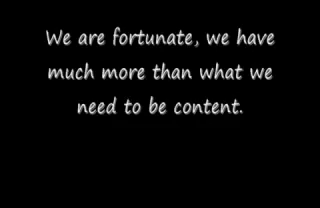 We are fortunate, we have
much more than what we
need to be content.